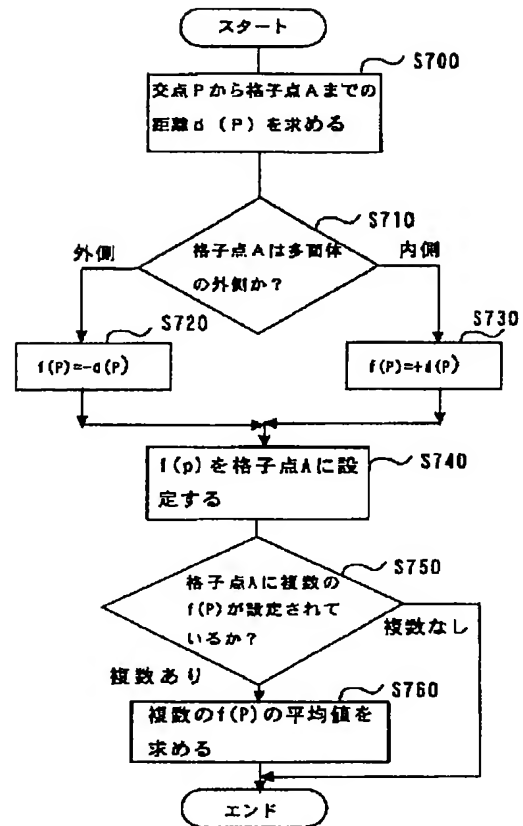 スタート
S700
交点Pから格子点Aまでの
距離d(P)を求める
S710
格子点Aは多面体
の外側か?
外側
内側
S720
f(P)=-d(P)
S730
f(P)=+d(P)
S740
f(p)を格子点Aに設
定する
S750
格子点Aに複数の
f(P)が設定されて
いるか?
複数なし
複数あり
S760
複数のf(P)の平均値を
求める
エンド